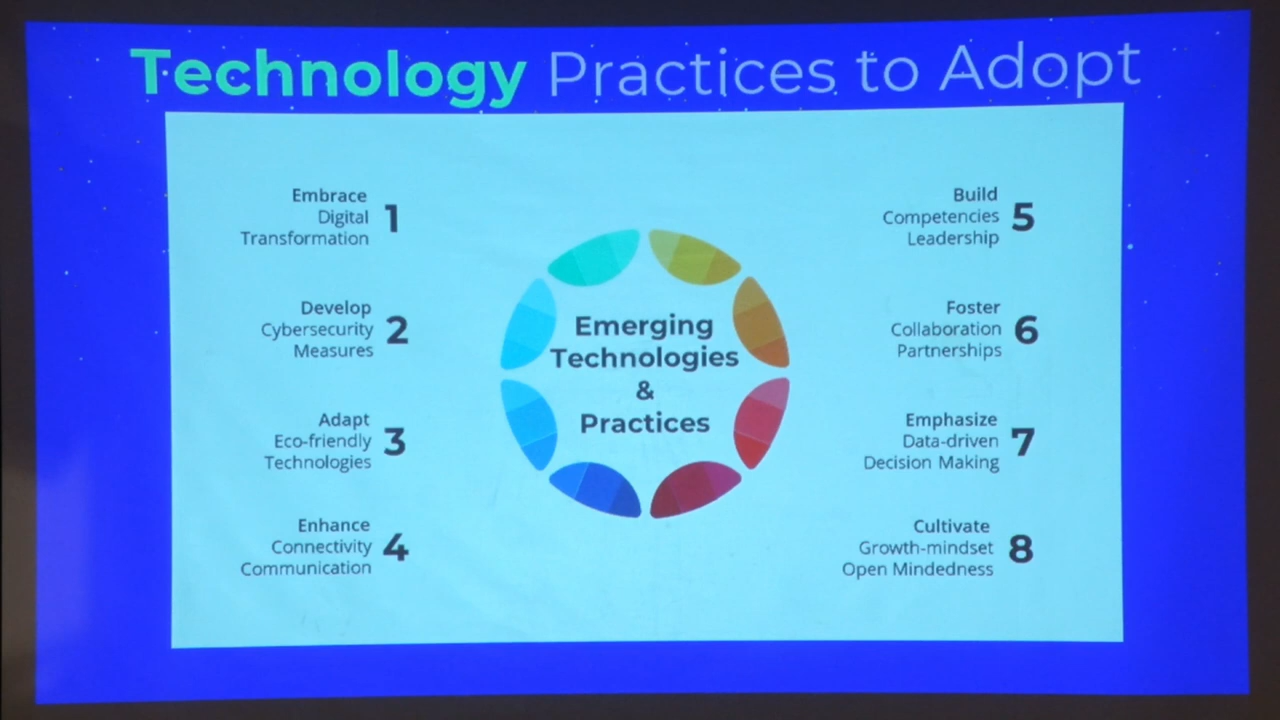 Technology Practices to Adopt
Embrace
Digital
Transformation
1
Develop
Cybersecurity
Measures
2
Adapt
Eco-friendly
Technologies
3
Enhance
Connectivity
Communication
4
Emerging
Technologies
&
Practices
Build
Competencies
Leadership
5
Foster
Collaboration
Partnerships
6
Emphasize
Data-driven
Decision Making
7
Cultivate
Growth-mindset
Open Mindedness
8